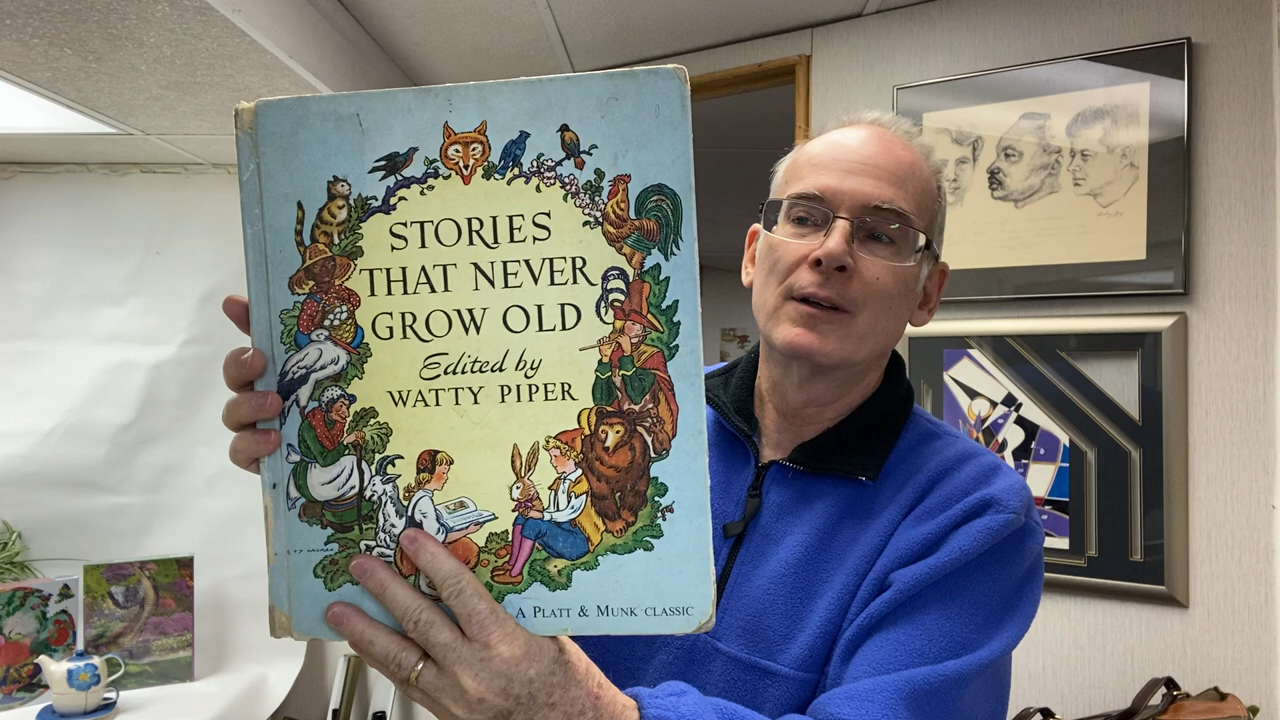 STORIES
THAT NEVER
GROW OLD
Edited by
WATTY PIPER
A PLATT & MUNK CLASSIC